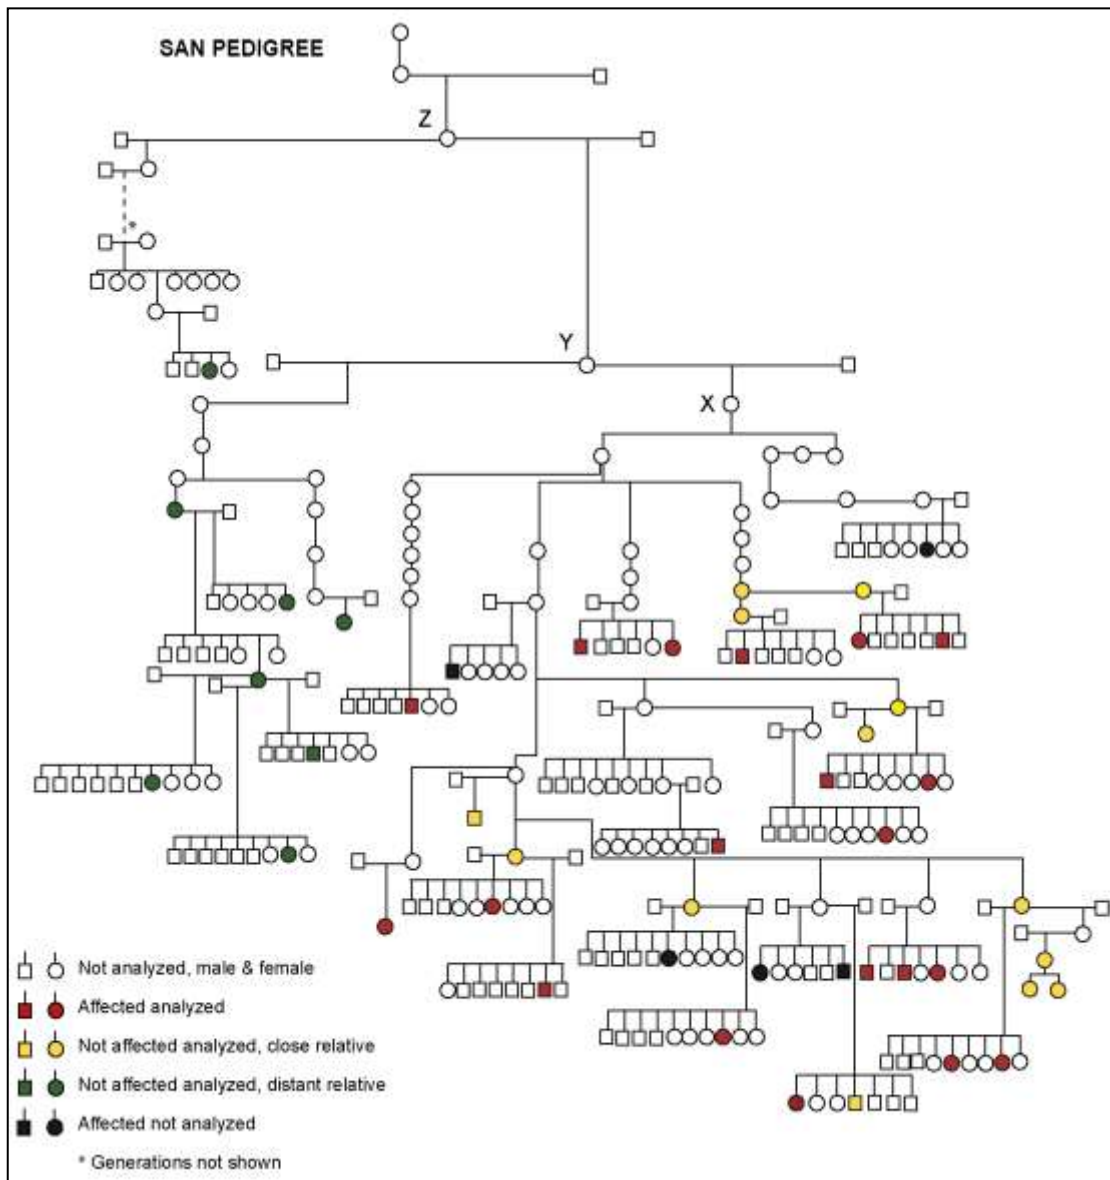 SAN PEDIGREE
Z
*
Y
X
Not analyzed, male & female
Affected analyzed
Not affected analyzed, close relative
Not affected analyzed, distant relative
Affected not analyzed
* Generations not shown